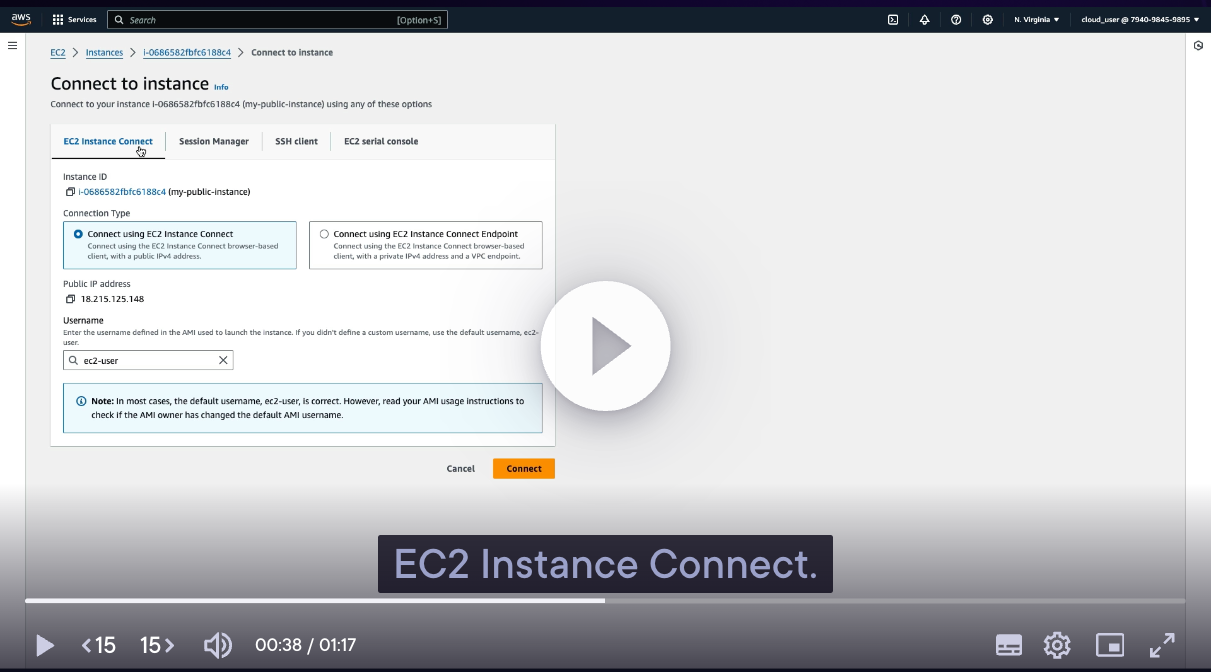 aws Services Search [Option+S] N. Virginia cloud_user @ 7940-9845-9895
EC2 Instances i-0686582fbfc6188c4 Connect to instance
Connect to instance Info
Connect to your instance i-0686582fbfc6188c4 (my-public-instance) using any of these options
EC2 Instance Connect Session Manager SSH client EC2 serial console
Instance ID
i-0686582fbfc6188c4 (my-public-instance)
Connection Type
Connect using EC2 Instance Connect
Connect using the EC2 Instance Connect browser-based
client, with a public IPv4 address.
Connect using EC2 Instance Connect Endpoint
Connect using the EC2 Instance Connect browser-based
client, with a private IPv4 address and a VPC endpoint.
Public IP address
18.215.125.148
Username
Enter the username defined in the AMI used to launch the instance. If you didn't define a custom username, use the default username, ec2-
user.
ec2-user
Note: In most cases, the default username, ec2-user, is correct. However, read your AMI usage instructions to
check if the AMI owner has changed the default AMI username.
Cancel Connect
EC2 Instance Connect.
<15 15> 00:38 / 01:17